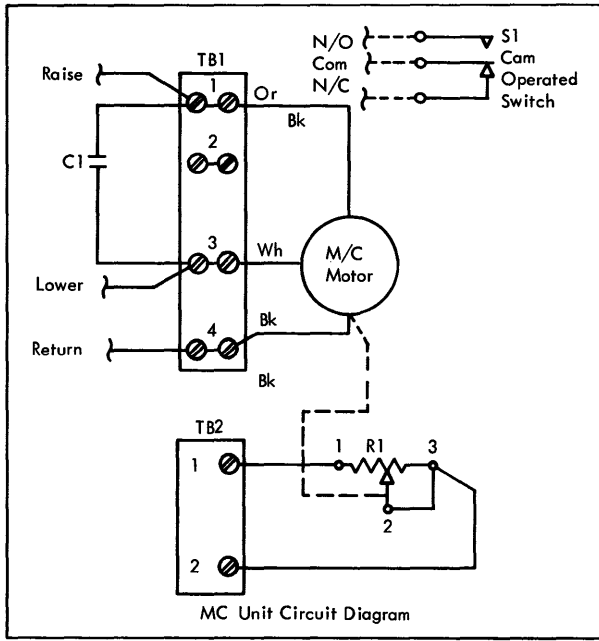 N/O
S1
Com
Cam
N/C
Operated
Switch
TB1
Raise
1
Or
Bk
C1
2
3
Wh
M/C
Motor
Lower
Bk
4
Return
Bk
TB2
1
1
R1
3
2
2
MC Unit Circuit Diagram